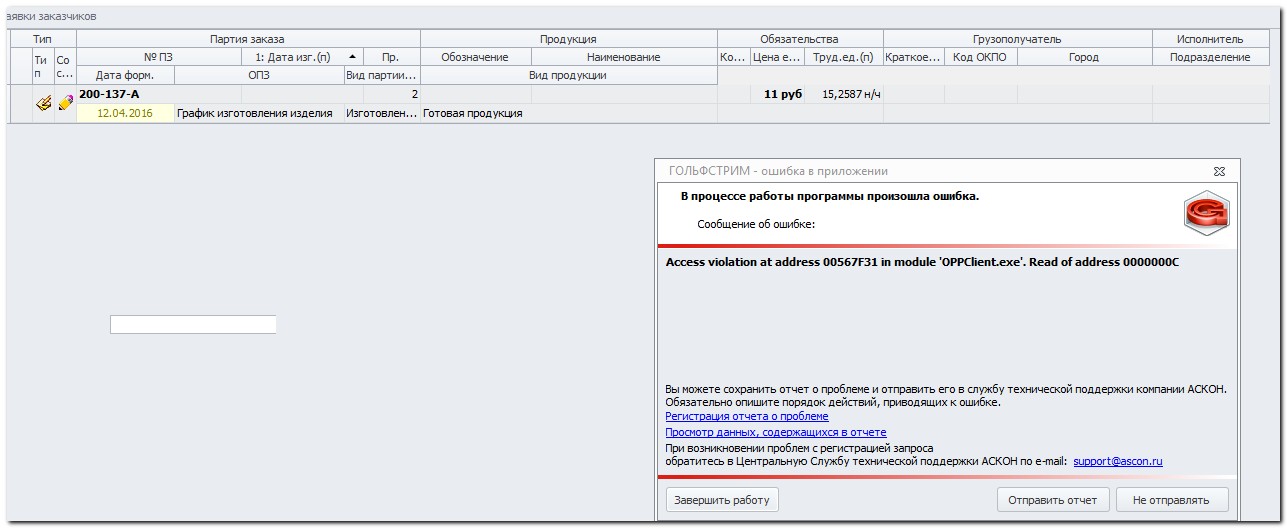 аявки заказчиков
Тип Партия заказа Продукция Обязательства Грузополучатель Исполнитель
Ти п Со с... № ПЗ 1: Дата изг.(п) Пр. Обозначение Наименование Ко... Цена е... Труд.ед.(п) Краткое... Код ОКПО Город Подразделение
Дата форм. ОПЗ Вид партии... Вид продукции
200-137-А 2 11 руб 15,2587 н/ч
12.04.2016 График изготовления изделия Изготовлен... Готовая продукция
ГОЛЬФСТРИМ - ошибка в приложении
В процессе работы программы произошла ошибка.
Сообщение об ошибке:
Access violation at address 00567F31 in module 'OPPClient.exe'. Read of address 0000000C
Вы можете сохранить отчет о проблеме и отправить его в службу технической поддержки компании АСКОН.
Обязательно опишите порядок действий, приводящих к ошибке.
Регистрация отчета о проблеме
Просмотр данных, содержащихся в отчете
При возникновении проблем с регистрацией запроса
обратитесь в Центральную Службу технической поддержки АСКОН по e-mail: support@ascon.ru
Завершить работу Отправить отчет Не отправлять